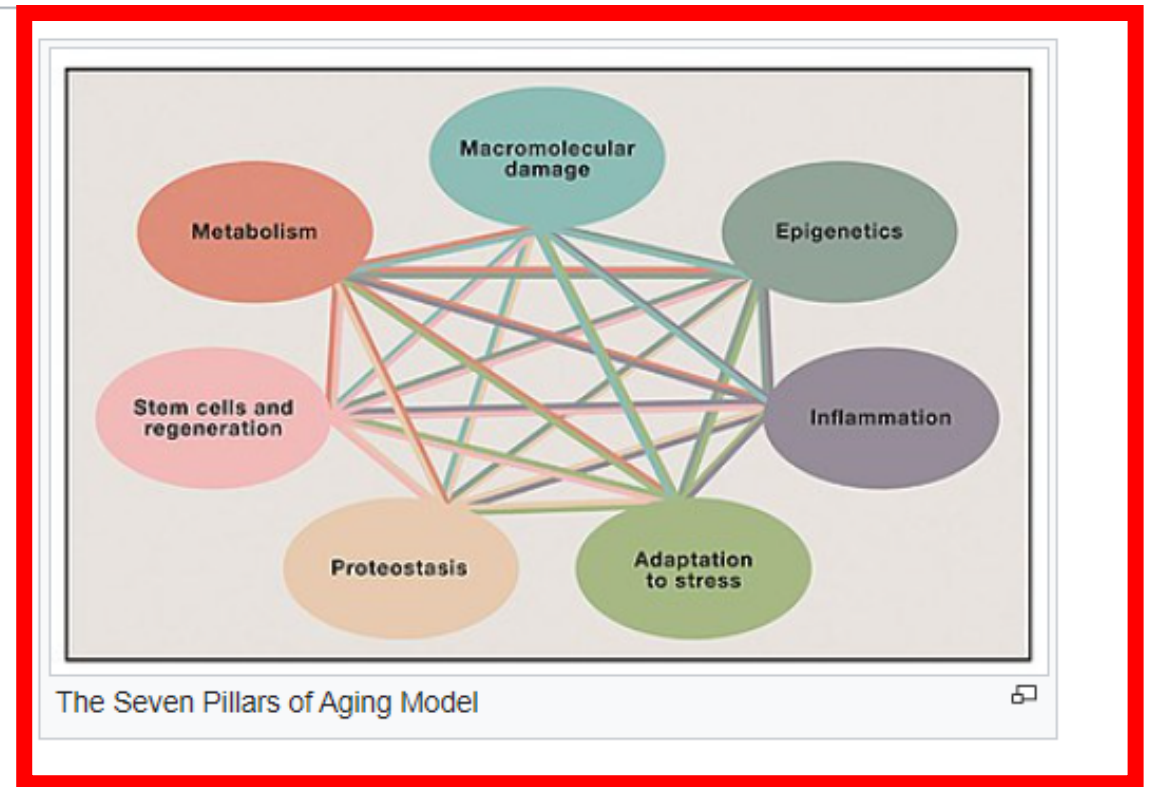 Macromolecular
damage
Metabolism
Epigenetics
Stem cells and
regeneration
Inflammation
Proteostasis
Adaptation
to stress
The Seven Pillars of Aging Model